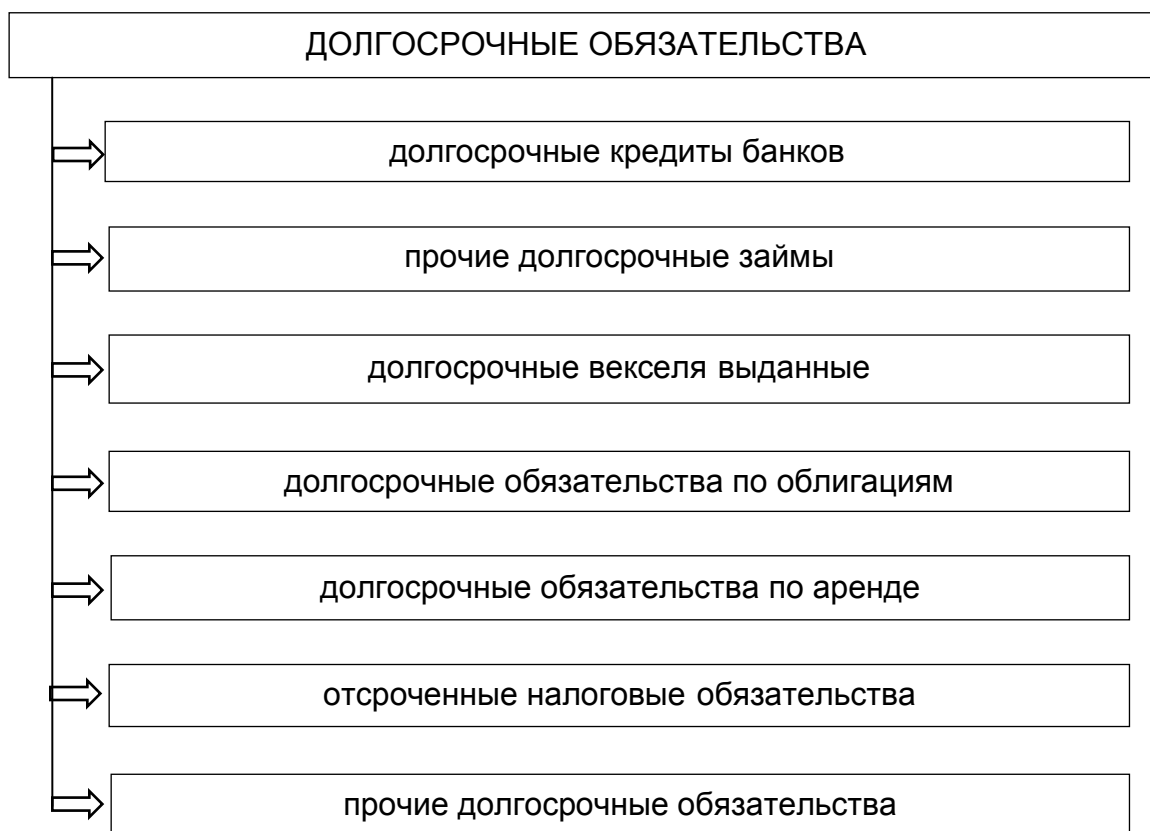 ДОЛГОСРОЧНЫЕ ОБЯЗАТЕЛЬСТВА
долгосрочные кредиты банков
прочие долгосрочные займы
долгосрочные векселя выданные
долгосрочные обязательства по облигациям
долгосрочные обязательства по аренде
отсроченные налоговые обязательства
прочие долгосрочные обязательства